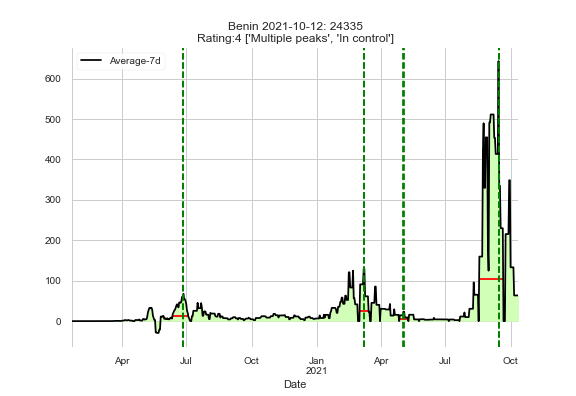 Benin 2021-10-12: 24335
Rating:4 ['Multiple peaks', 'In control']
Average-7d
600
500
400
300
200
100
0
Apr Jul Oct Jan Apr Jul Oct
2021
Date